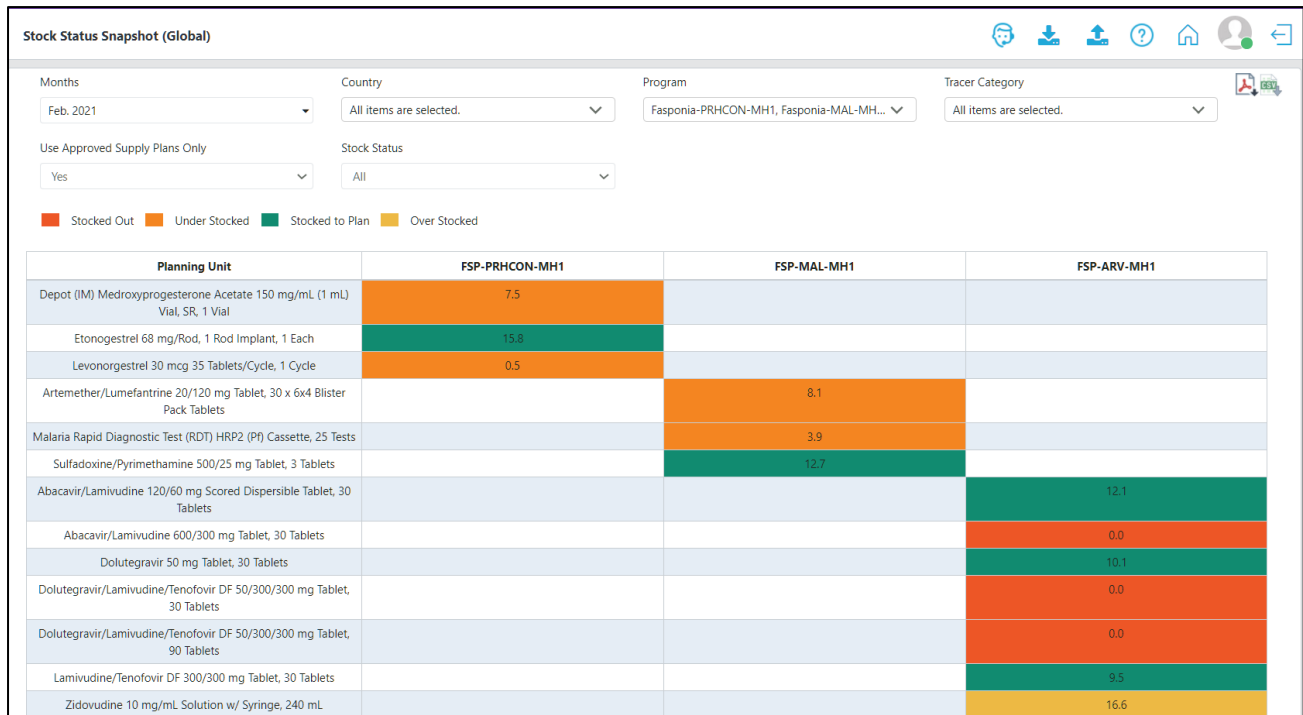 Stock Status Snapshot (Global)
Months
Country
Program
Tracer Category
Feb. 2021
All items are selected.
Fasponia-PRHCON-MH1, Fasponia-MAL-MH...
All items are selected.
CSV
Use Approved Supply Plans Only
Stock Status
Yes
All
Stocked Out
Under Stocked
Stocked to Plan
Over Stocked
Planning Unit
FSP-PRHCON-MH1
FSP-MAL-MH1
FSP-ARV-MH1
Depot (IM) Medroxyprogesterone Acetate 150 mg/mL (1 mL)
Vial, SR, 1 Vial
7.5
Etonogestrel 68 mg/Rod, 1 Rod Implant, 1 Each
15.8
Levonorgestrel 30 mcg 35 Tablets/Cycle, 1 Cycle
0.5
Artemether/Lumefantrine 20/120 mg Tablet, 30 x 6x4 Blister
Pack Tablets
8.1
Malaria Rapid Diagnostic Test (RDT) HRP2 (Pf) Cassette, 25 Tests
3.9
Sulfadoxine/Pyrimethamine 500/25 mg Tablet, 3 Tablets
12.7
Abacavir/Lamivudine 120/60 mg Scored Dispersible Tablet, 30
Tablets
12.1
Abacavir/Lamivudine 600/300 mg Tablet, 30 Tablets
0.0
Dolutegravir 50 mg Tablet, 30 Tablets
10.1
Dolutegravir/Lamivudine/Tenofovir DF 50/300/300 mg Tablet,
30 Tablets
0.0
Dolutegravir/Lamivudine/Tenofovir DF 50/300/300 mg Tablet,
90 Tablets
0.0
Lamivudine/Tenofovir DF 300/300 mg Tablet, 30 Tablets
9.5
Zidovudine 10 mg/mL Solution w/ Syringe, 240 mL
16.6